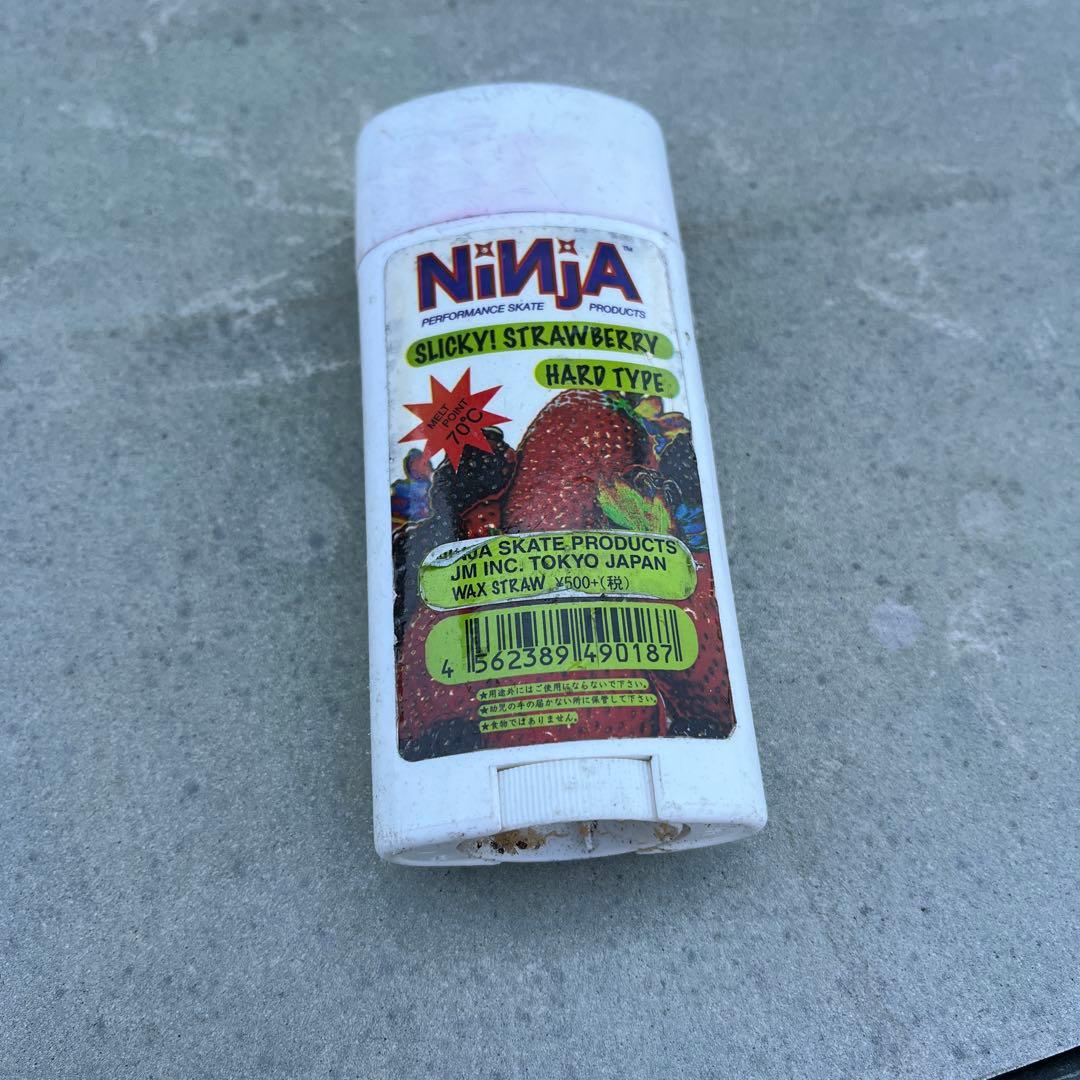 NiNjA™
PERFORMANCE SKATE PRODUCTS
SLICKY! STRAWBERRY
HARD TYPE
MELT
POINT
70°C
NINJA SKATE PRODUCTS
JM INC. TOKYO JAPAN
WAX STRAW ¥500+(税)
4 562389 490187
★用途外にはご使用にならないで下さい。
★幼児の手の届かない所に保管して下さい。
★食物ではありません。